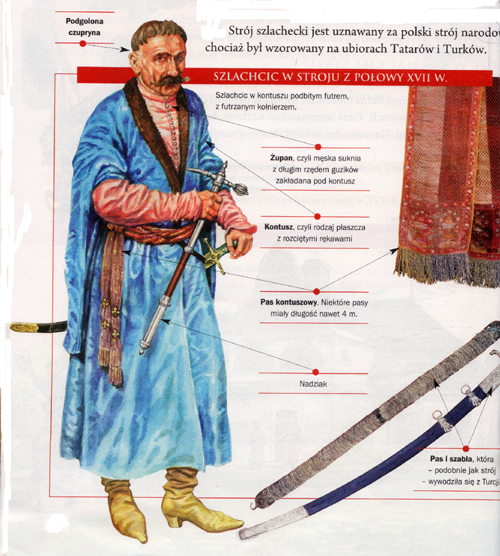 Podgolona
czupryna
Strój szlachecki jest uznawany za polski strój
chociaż był wzorowany na ubiorach Tatarów i Turków.
SZLACHCIC W STROJU Z POŁOWY XVII W.
Szlachcic w kontuszu podbitym futrem,
z futrzanym kołnierzem.
Żupan, czyli męska suknia
z długim rzędem guzików
zakładana pod kontusz
Kontusz, czyli rodzaj płaszcza
z rozciętymi rękawami
Pas kontuszowy. Niektóre pasy
miały długość nawet 4 m.
Nadziak
Pas i szabla, która
– podobnie jak strój
– wywodziła się z